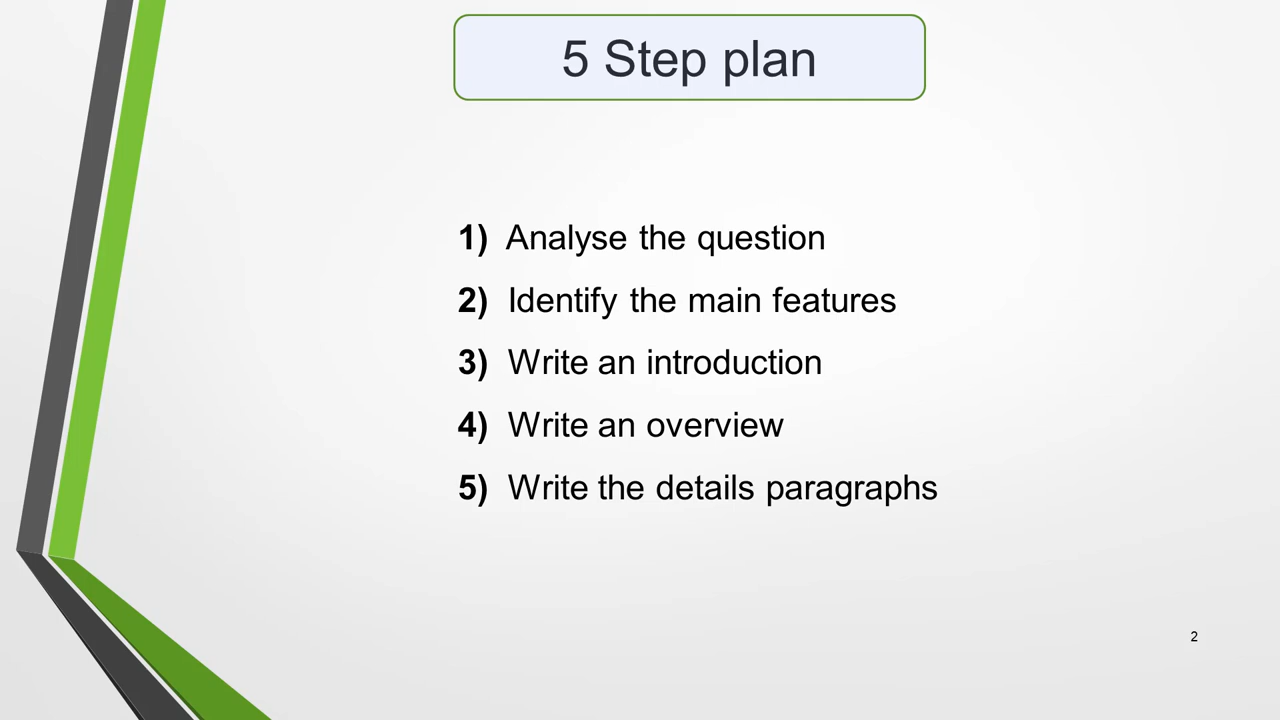 5 Step plan
1) Analyse the question
2) Identify the main features
3) Write an introduction
4) Write an overview
5) Write the details paragraphs
2